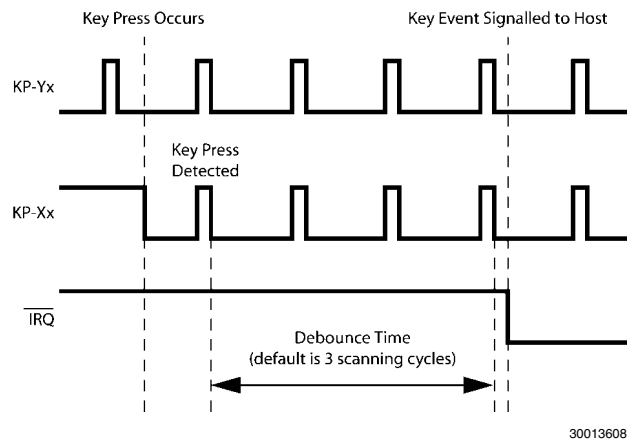 Key Press Occurs
Key Event Signalled to Host
KP-Yx
Key Press
Detected
KP-Xx
IRQ
Debounce Time
(default is 3 scanning cycles)
30013608